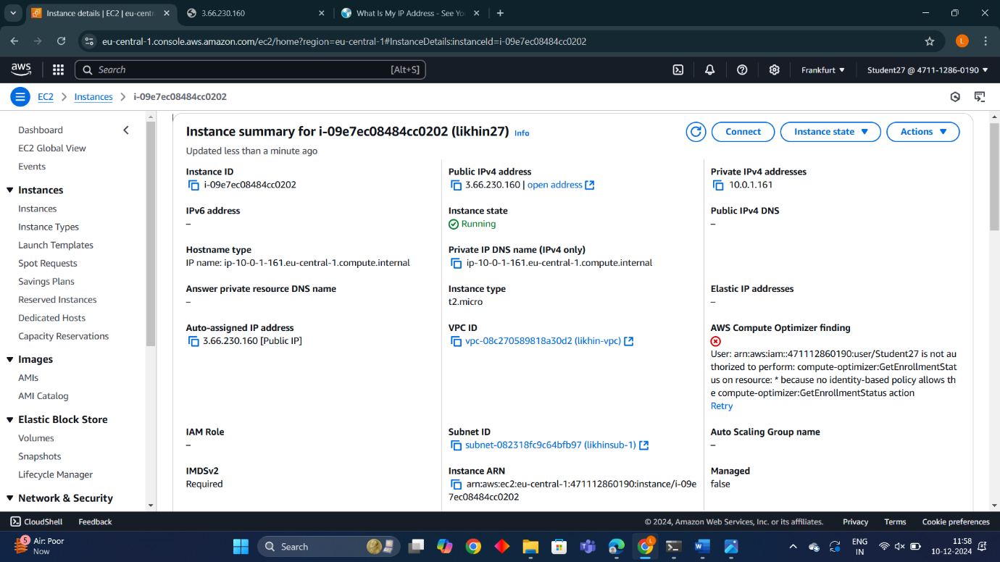 Instance details | EC2 | eu-centr
3.66.230.160
What Is My IP Address - See Yo
eu-central-1.console.aws.amazon.com/ec2/home?region=eu-central-1#InstanceDetails:instanceId=i-09e7ec08484cc0202
L
aws
Search
[Alt+S]
Frankfurt
Student27 @ 4711-1286-0190
EC2
Instances
i-09e7ec08484cc0202
Dashboard
EC2 Global View
Events
Instances
Instances
Instance Types
Launch Templates
Spot Requests
Savings Plans
Reserved Instances
Dedicated Hosts
Capacity Reservations
Images
AMIs
AMI Catalog
Elastic Block Store
Volumes
Snapshots
Lifecycle Manager
Network & Security
Instance summary for i-09e7ec08484cc0202 (likhin27) Info
Updated less than a minute ago
Connect
Instance state
Actions
Instance ID
i-09e7ec08484cc0202
Public IPv4 address
3.66.230.160 | open address
Private IPv4 addresses
10.0.1.161
IPv6 address
–
Instance state
Running
Public IPv4 DNS
–
Hostname type
IP name: ip-10-0-1-161.eu-central-1.compute.internal
Private IP DNS name (IPv4 only)
ip-10-0-1-161.eu-central-1.compute.internal
Answer private resource DNS name
–
Instance type
t2.micro
Elastic IP addresses
–
Auto-assigned IP address
3.66.230.160 [Public IP]
VPC ID
vpc-08c270589818a30d2 (likhin-vpc)
AWS Compute Optimizer finding
User: arn:aws:iam::471112860190:user/Student27 is not au
thorized to perform: compute-optimizer:GetEnrollmentStat
us on resource: * because no identity-based policy allows th
e compute-optimizer:GetEnrollmentStatus action
Retry
IAM Role
–
Subnet ID
subnet-082318fc9c64bfb97 (likhinsub-1)
Auto Scaling Group name
–
IMDSv2
Required
Instance ARN
arn:aws:ec2:eu-central-1:471112860190:instance/i-09e
7ec08484cc0202
Managed
false
CloudShell
Feedback
© 2024, Amazon Web Services, Inc. or its affiliates.
Privacy
Terms
Cookie preferences
5
Air: Poor
Now
Search
L
ENG
IN
11:58
10-12-2024